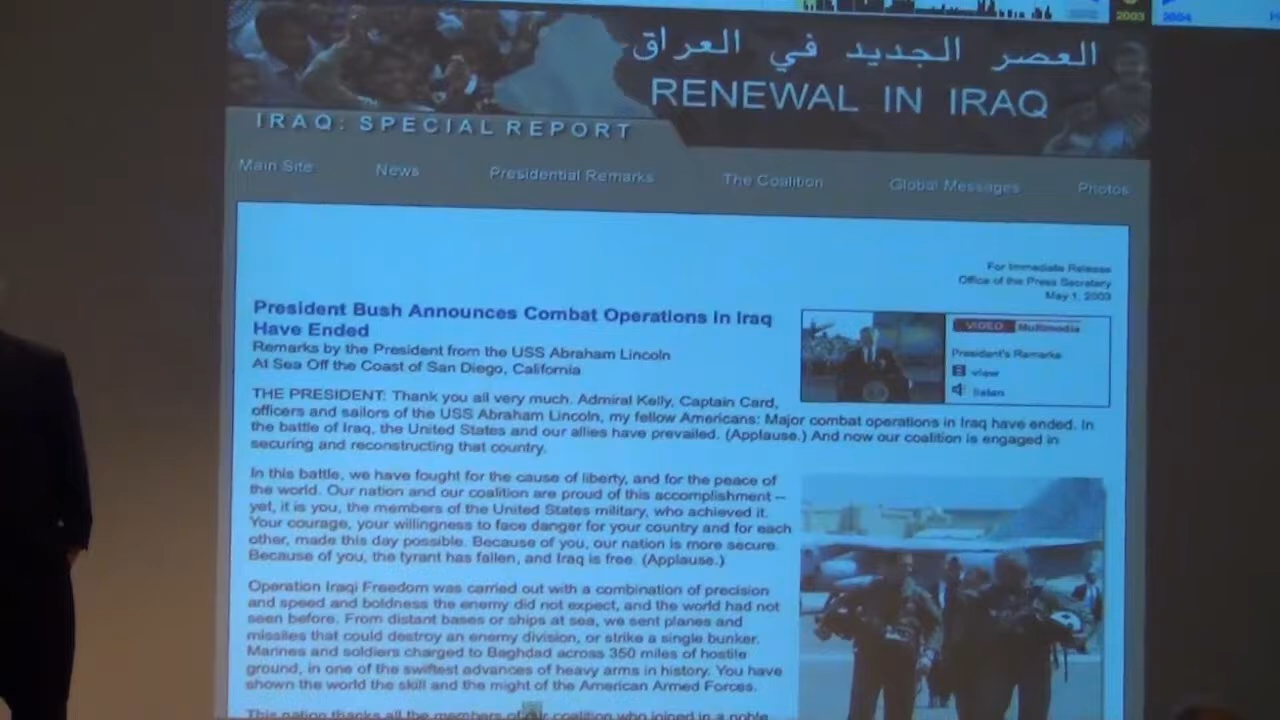 2003
2004
العصر الجديد في العراق
RENEWAL IN IRAQ
IRAQ: SPECIAL REPORT
Main Site News Presidential Remarks The Coalition Global Messages Photos
For Immediate Release
Office of the Press Secretary
May 1, 2003
President Bush Announces Combat Operations In Iraq
Have Ended
Remarks by the President from the USS Abraham Lincoln
At Sea Off the Coast of San Diego, California
VIDEO Multimedia
President's Remarks
view
listen
THE PRESIDENT: Thank you all very much. Admiral Kelly, Captain Card,
officers and sailors of the USS Abraham Lincoln, my fellow Americans: Major combat operations in Iraq have ended. In
the battle of Iraq, the United States and our allies have prevailed. (Applause.) And now our coalition is engaged in
securing and reconstructing that country.
In this battle, we have fought for the cause of liberty, and for the peace of
the world. Our nation and our coalition are proud of this accomplishment --
yet, it is you, the members of the United States military, who achieved it.
Your courage, your willingness to face danger for your country and for each
other, made this day possible. Because of you, our nation is more secure.
Because of you, the tyrant has fallen, and Iraq is free. (Applause.)
Operation Iraqi Freedom was carried out with a combination of precision
and speed and boldness the enemy did not expect, and the world had not
seen before. From distant bases or ships at sea, we sent planes and
missiles that could destroy an enemy division, or strike a single bunker.
Marines and soldiers charged to Baghdad across 350 miles of hostile
ground, in one of the swiftest advances of heavy arms in history. You have
shown the world the skill and the might of the American Armed Forces.
This nation thanks all the members of our coalition who joined in a noble